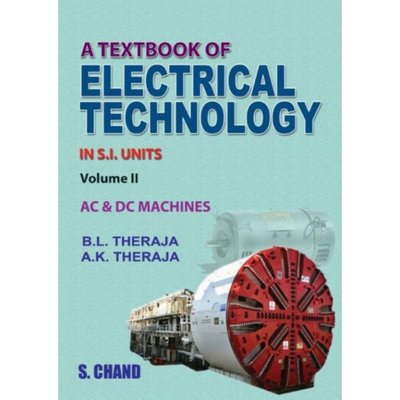 A TEXTBOOK OF
ELECTRICAL
TECHNOLOGY
IN S.I. UNITS
Volume II
AC & DC MACHINES
B.L. THERAJA
A.K. THERAJA
S. CHAND